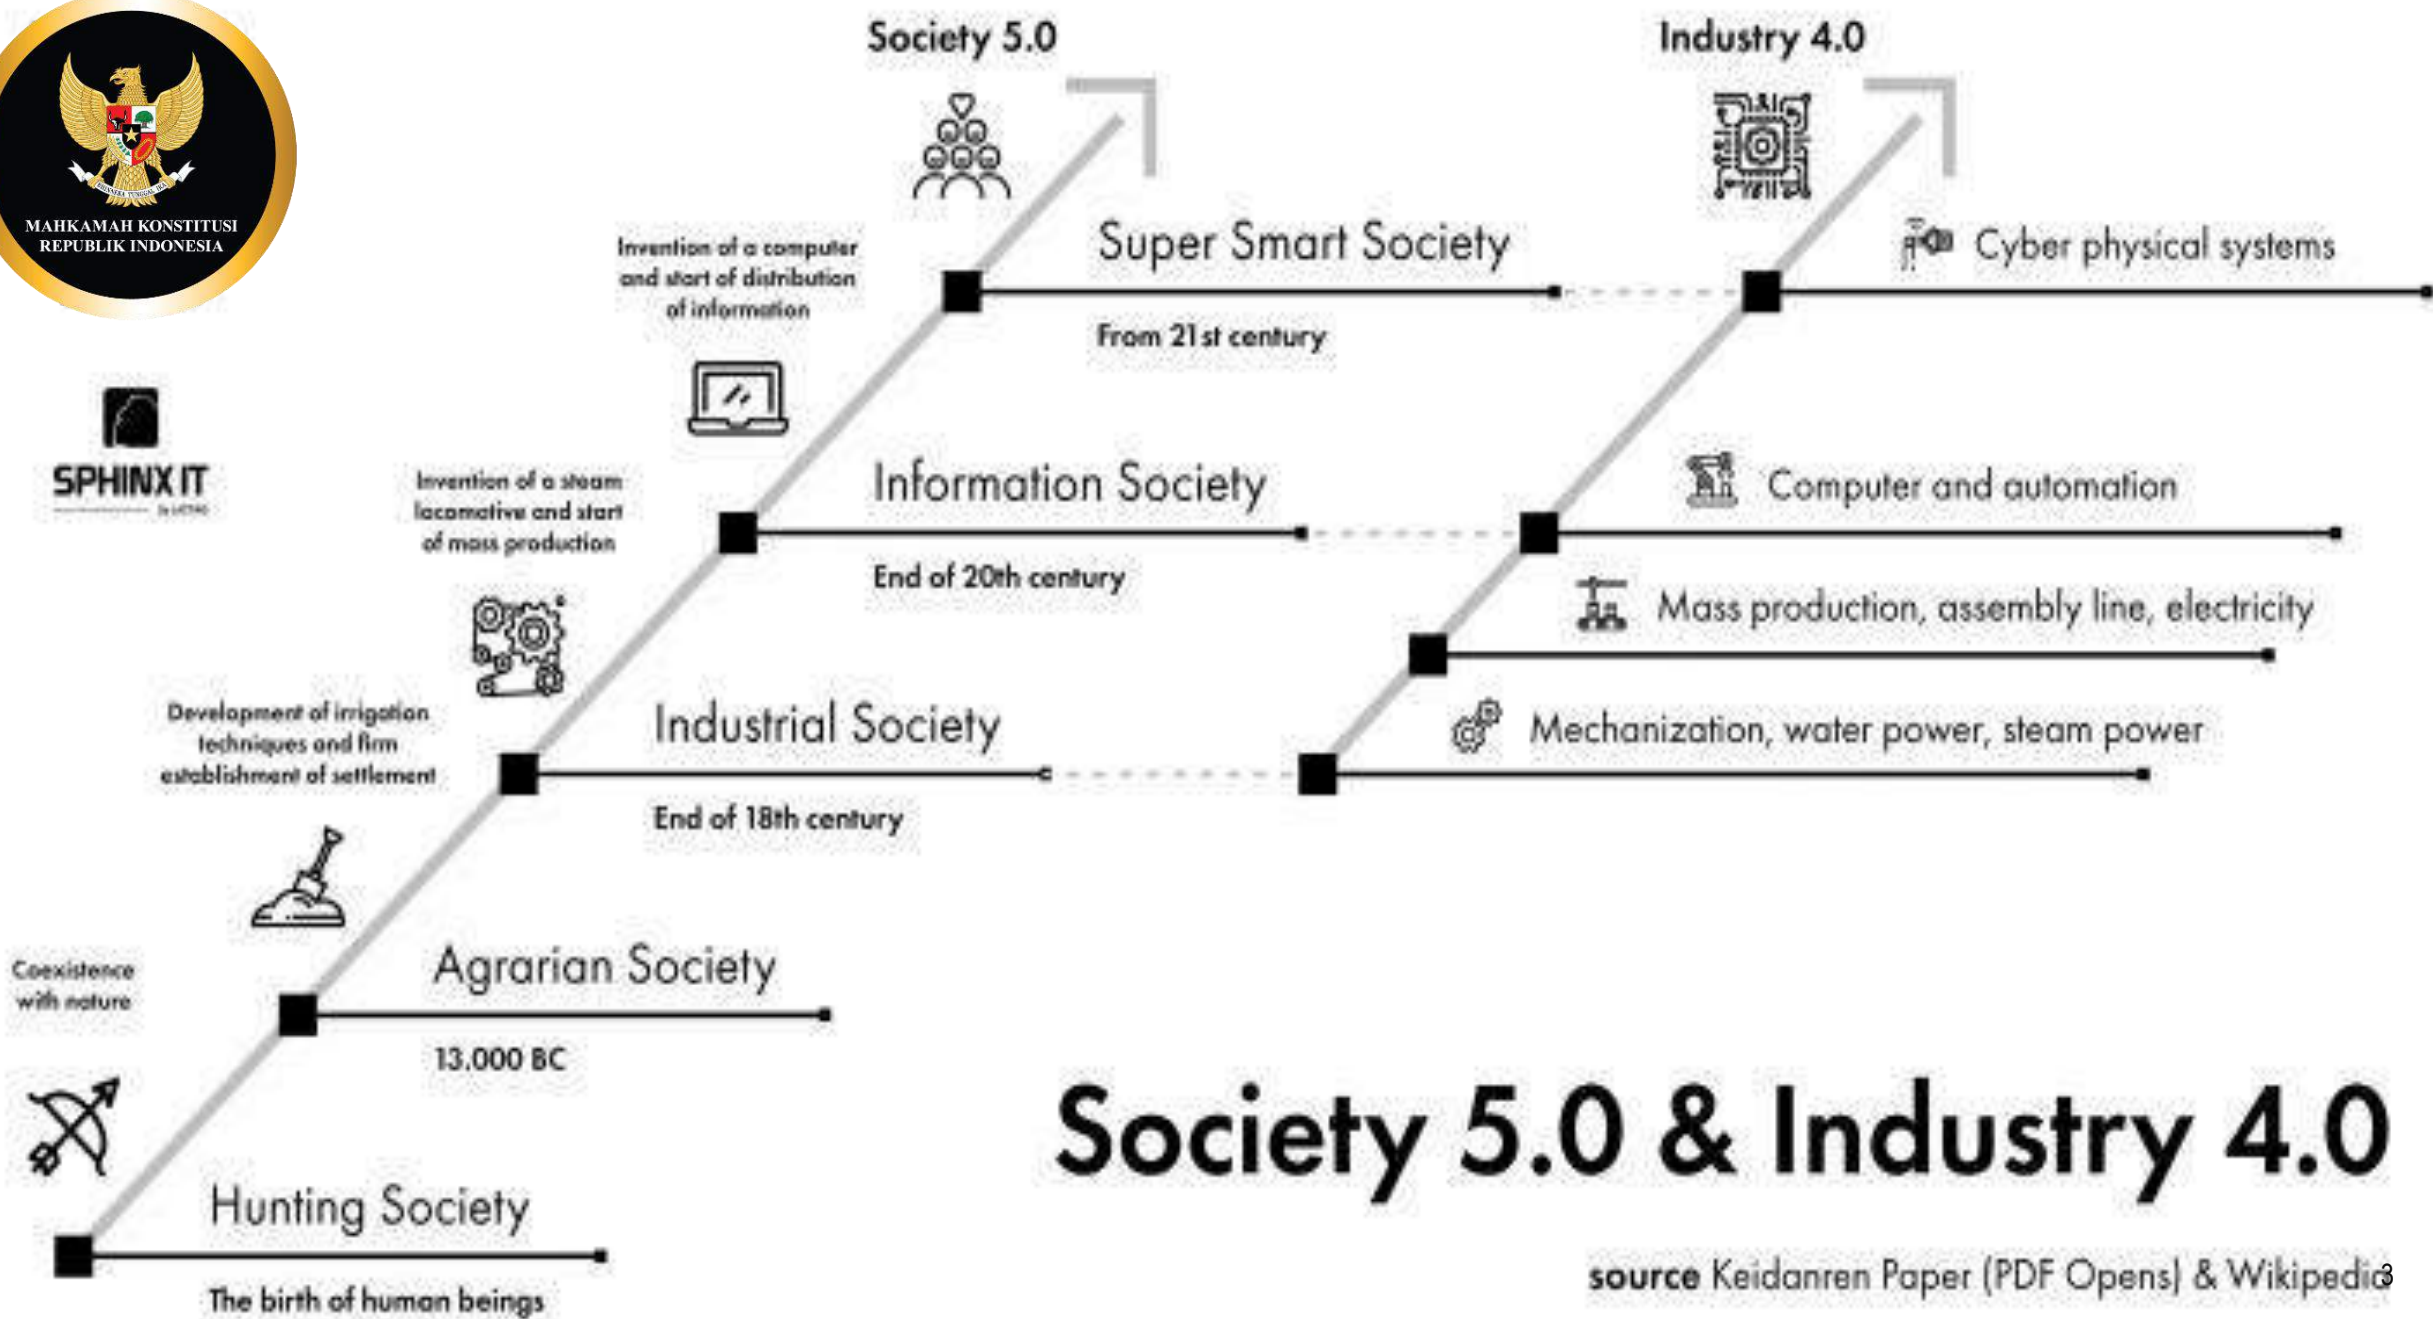 Society 5.0
Industry 4.0
BHINNEKA TUNGGAL IKA
MAHKAMAH KONSTITUSI
REPUBLIK INDONESIA
Invention of a computer
and start of distribution
of information
Super Smart Society
From 21st century
Cyber physical systems
SPHINX IT
Invention of a steam
locomotive and start
of mass production
Information Society
End of 20th century
Computer and automation
Mass production, assembly line, electricity
Development of irrigation
techniques and firm
establishment of settlement
Industrial Society
End of 18th century
Mechanization, water power, steam power
Coexistence
with nature
Agrarian Society
13.000 BC
Society 5.0 & Industry 4.0
Hunting Society
The birth of human beings
source Keidanren Paper (PDF Opens) & Wikipedia
3